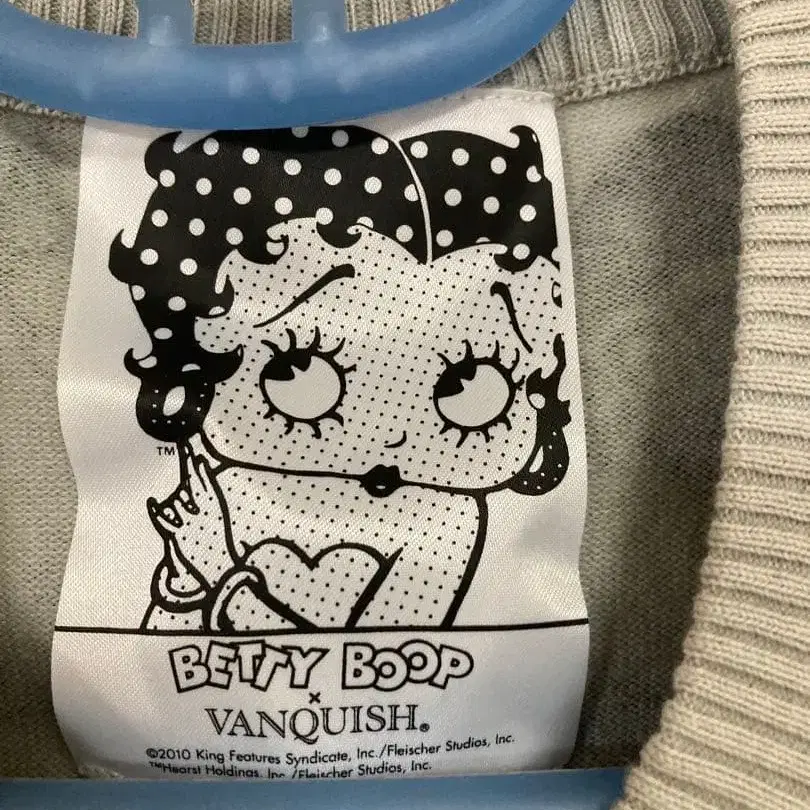 TM
BETTY BOOP
×
VANQUISH®
©2010 King Features Syndicate, Inc./Fleischer Studios, Inc.
™Hearst Holdings, Inc./Fleischer Studios, Inc.